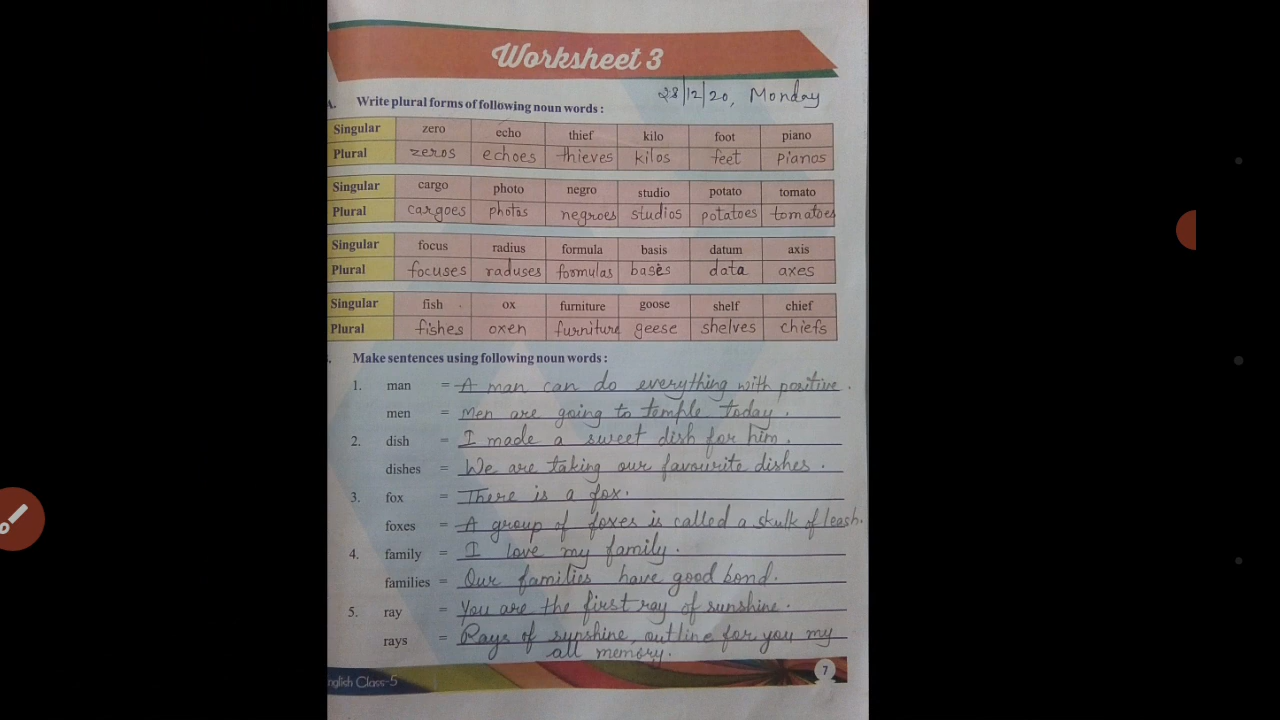 Worksheet 3
28/12/20, Monday
Write plural forms of following noun words :
Singular zero echo thief kilo foot piano
Plural zeros echoes thieves kilos feet pianos
Singular cargo photo negro studio potato tomato
Plural cargoes photos negroes studios potatoes tomatoes
Singular focus radius formula basis datum axis
Plural focuses raduses formulas bases data axes
Singular fish ox furniture goose shelf chief
Plural fishes oxen furniture geese shelves chiefs
Make sentences using following noun words :
1. man = A man can do everything with positive.
men = Men are going to temple today.
2. dish = I made a sweet dish for him.
dishes = We are taking our favourite dishes.
3. fox = There is a fox.
foxes = A group of foxes is called a skulk of leash.
4. family = I love my family.
families = Our families have good bond.
5. ray = You are the first ray of sunshine.
rays = Rays of sunshine, outline for you my
all memory.
nglish Class-5
7